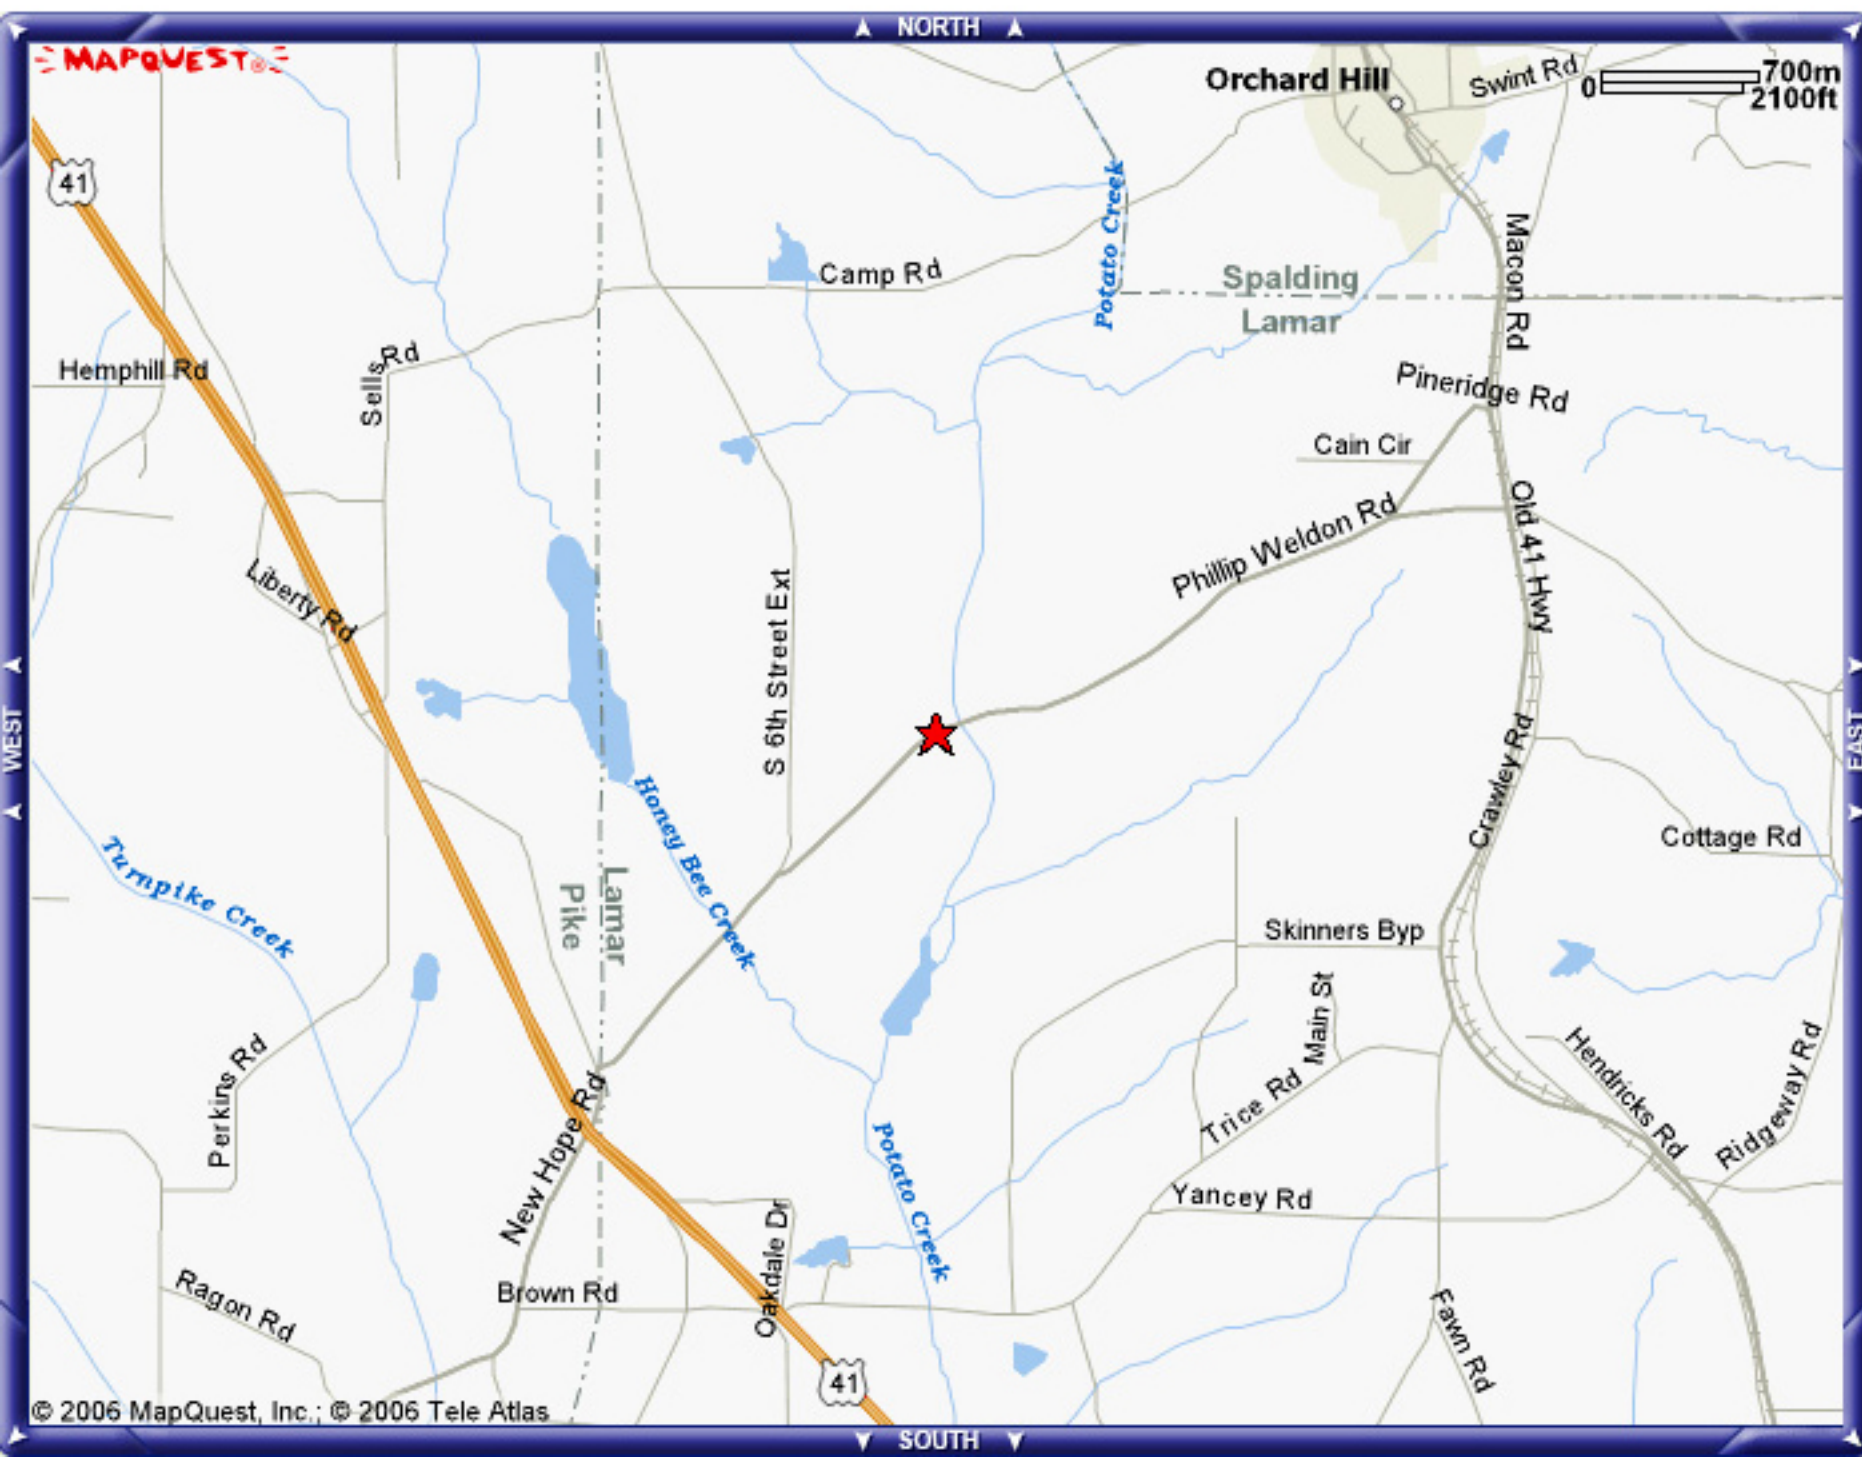 NORTH
MAPQUEST®
Orchard Hill
Swint Rd
0
700m
2100ft
41
Potato Creek
Camp Rd
Spalding
Lamar
Macon Rd
Hemphill Rd
Sells Rd
Pineridge Rd
Cain Cir
Phillip Weldon Rd
Old 41 Hwy
Liberty Rd
S 6th Street Ext
WEST
EAST
Crawley Rd
Honey Bee Creek
Cottage Rd
Turnpike Creek
Pike
Lamar
Skinners Byp
Main St
Hendricks Rd
Ridgeway Rd
Perkins Rd
Trice Rd
New Hope Rd
Potato Creek
Yancey Rd
Oakdale Dr
Ragon Rd
Brown Rd
Fawn Rd
41
© 2006 MapQuest, Inc.; © 2006 Tele Atlas
SOUTH